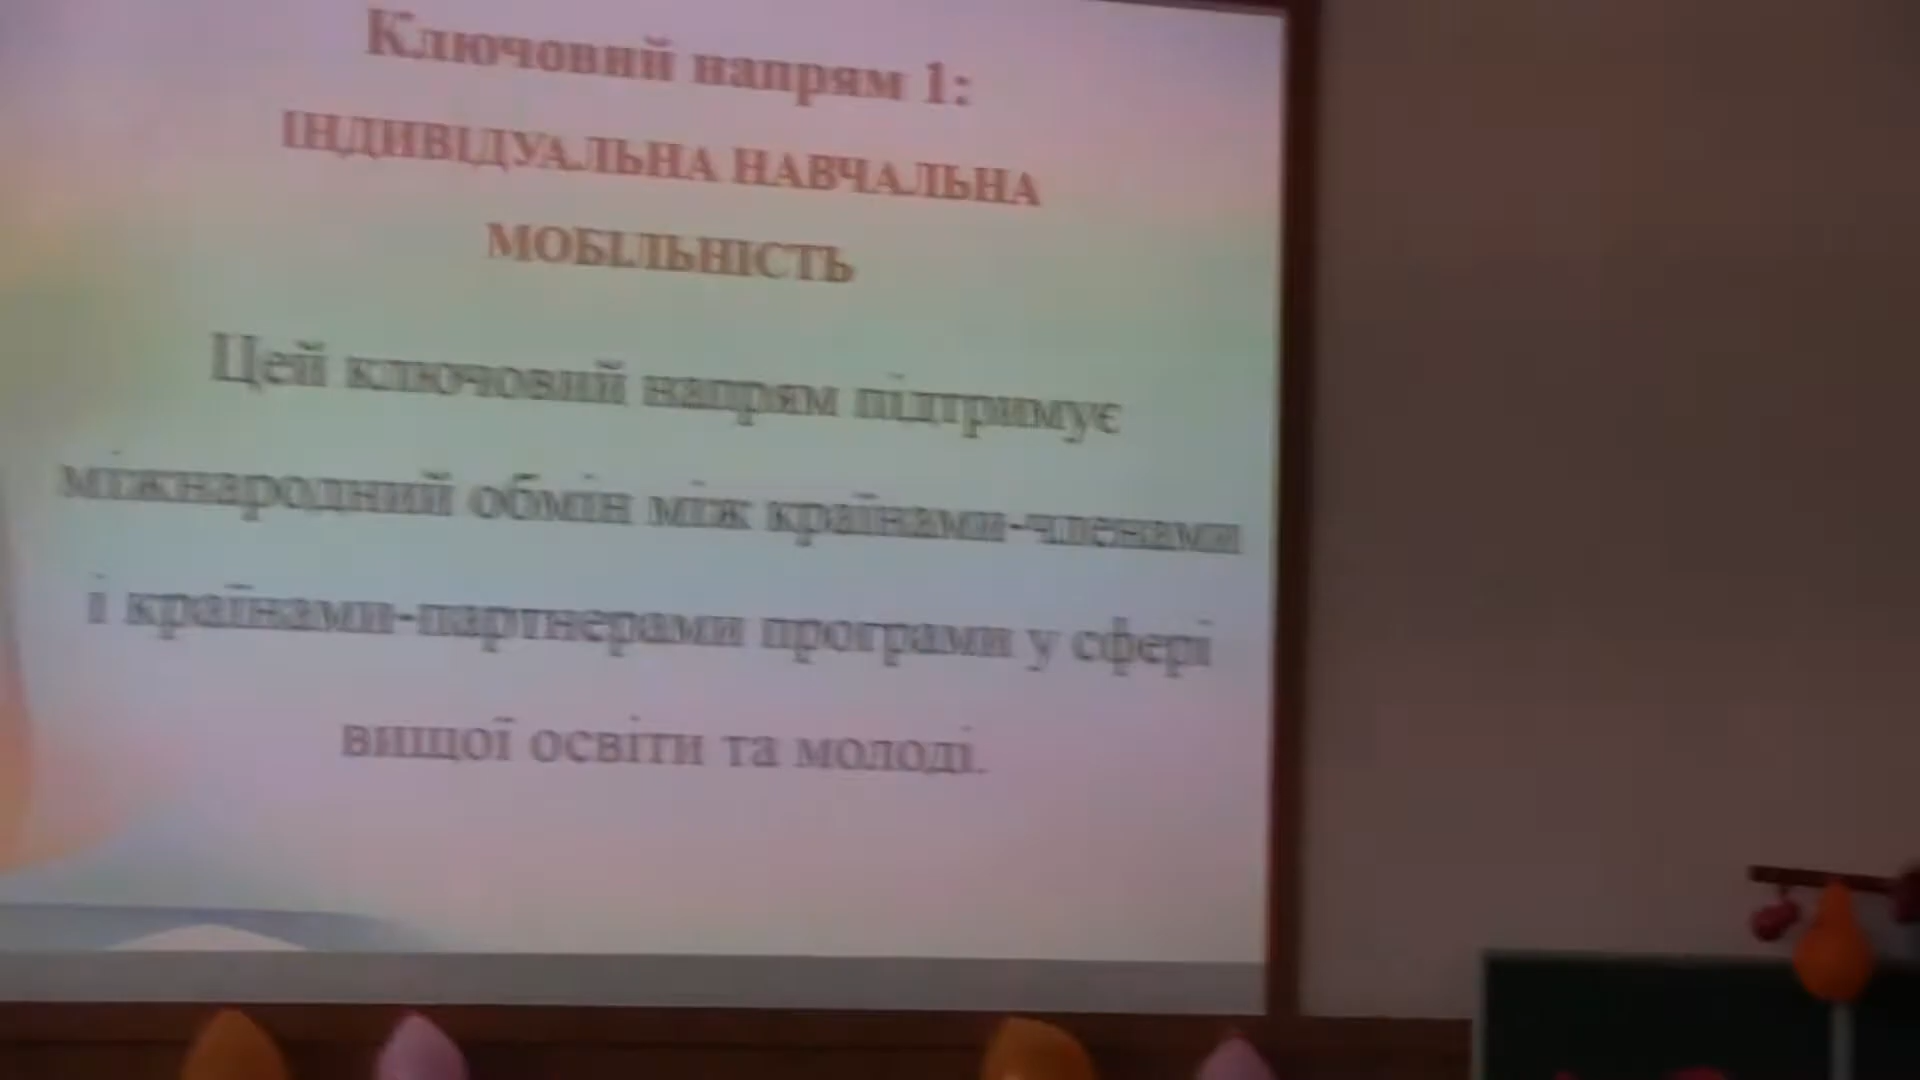 Ключовий напрям 1:
ІНДИВІДУАЛЬНА НАВЧАЛЬНА
МОБІЛЬНІСТЬ
Цей ключовий напрям підтримує
міжнародний обмін між країнами-членами
і країнами-партнерами програми у сфері
вищої освіти та молоді.